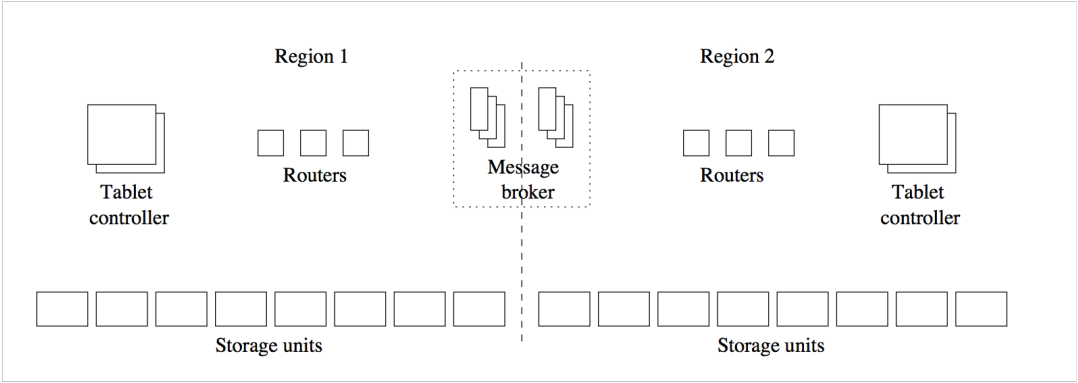 Region 1
Region 2
Tablet
controller
Routers
Message
broker
Routers
Tablet
controller
Storage units
Storage units